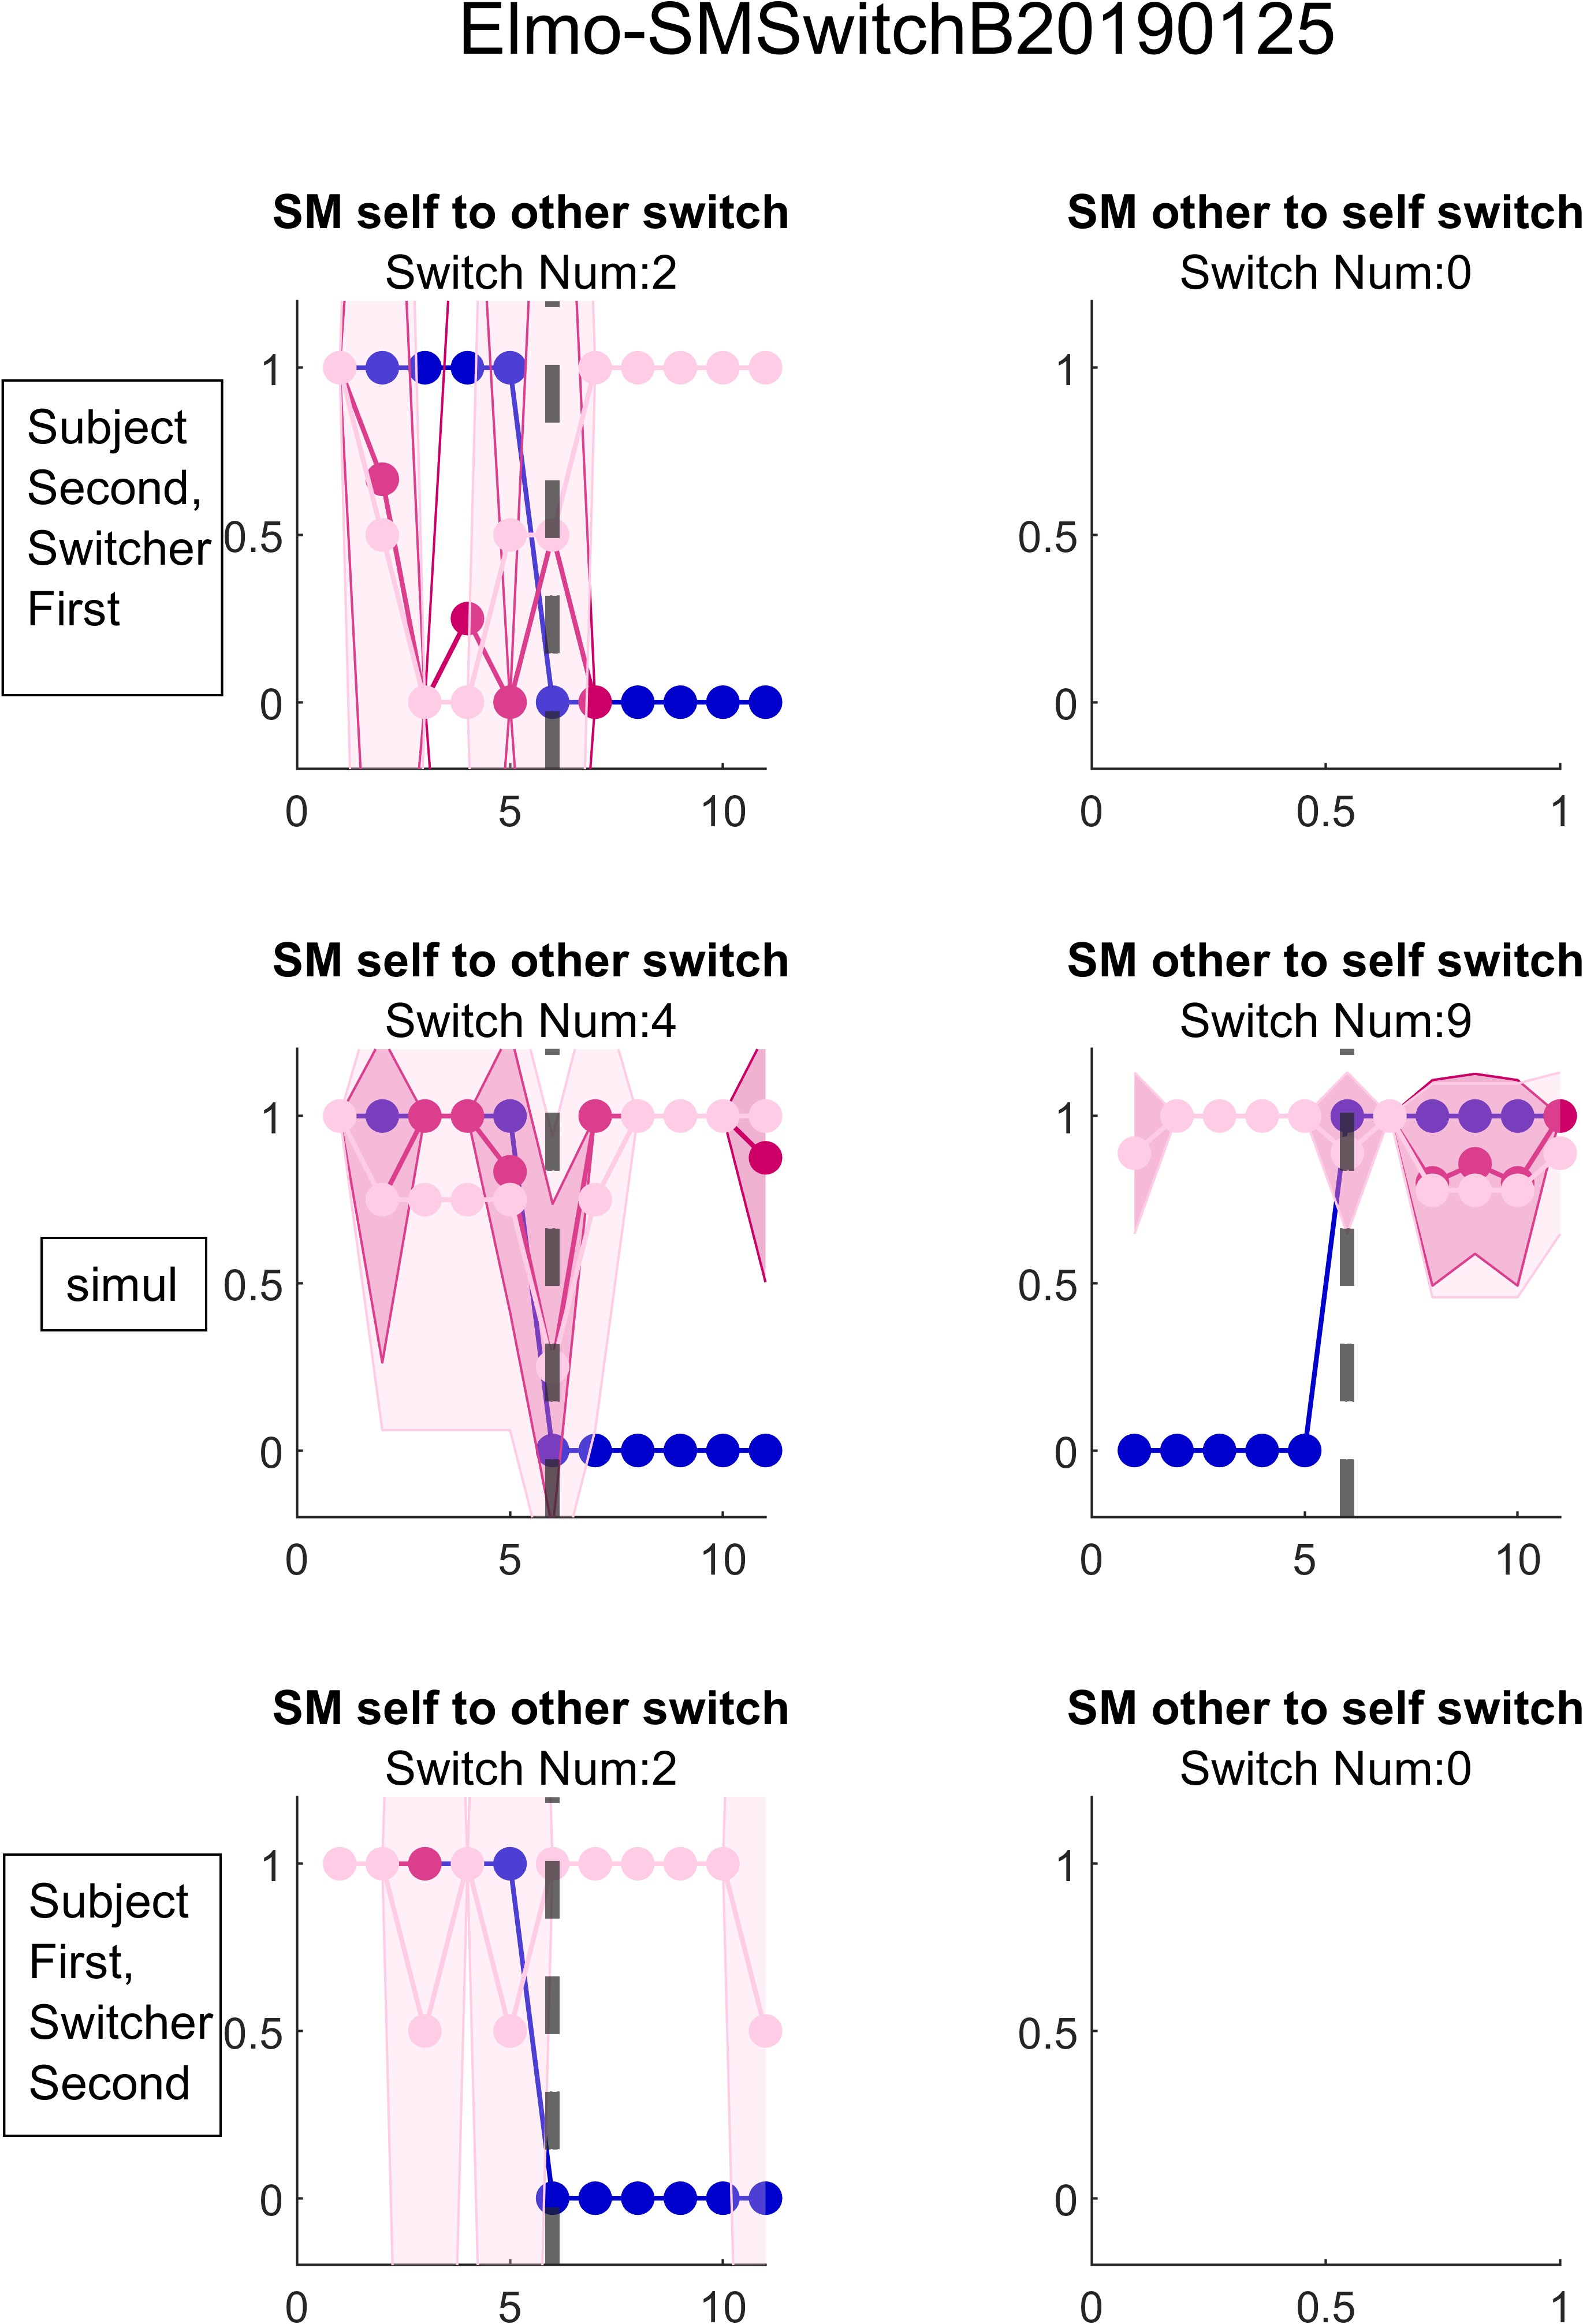 Elmo-SMSwitchB20190125
SM self to other switch
Switch Num:2
SM other to self switch
Switch Num:0
Subject
Second,
Switcher
First
1
0.5
0
0 5 10
1
0.5
0
0 0.5 1
SM self to other switch
Switch Num:4
SM other to self switch
Switch Num:9
simul
1
0.5
0
0 5 10
1
0.5
0
0 5 10
SM self to other switch
Switch Num:2
SM other to self switch
Switch Num:0
Subject
First,
Switcher
Second
1
0.5
0
0 5 10
1
0.5
0
0 0.5 1